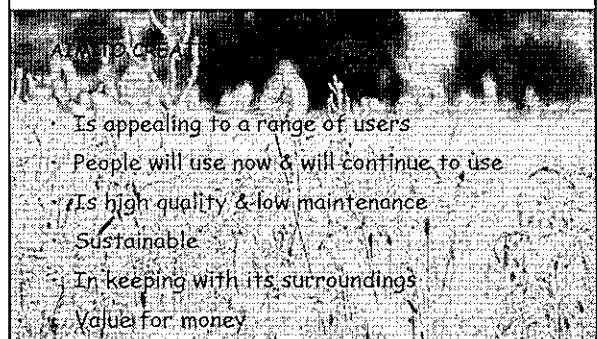 AIM TO CREATE
· Is appealing to a range of users
· People will use now & will continue to use
· Is high quality & low maintenance
· Sustainable
· In keeping with its surroundings
· Value for money